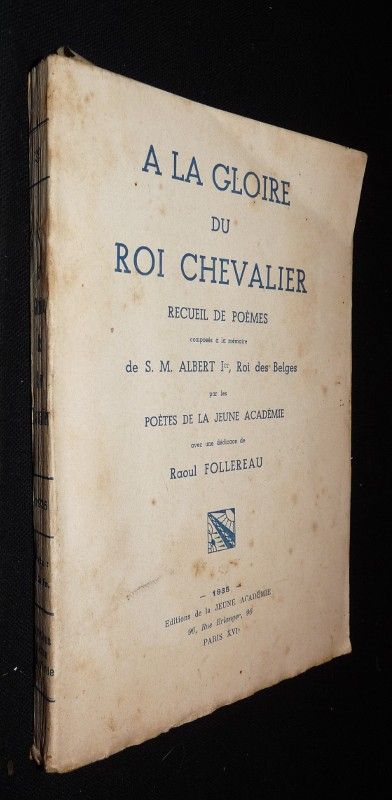 A LA GLOIRE
DU
ROI CHEVALIER
RECUEIL DE POÈMES
composés à la mémoire
de S. M. ALBERT Ier, Roi des Belges
par les
POÈTES DE LA JEUNE ACADÉMIE
avec une dédicace de
Raoul FOLLEREAU
— 1935 —
Editions de la JEUNE ACADÉMIE
96, Rue Erlanger, 96
PARIS XVIe